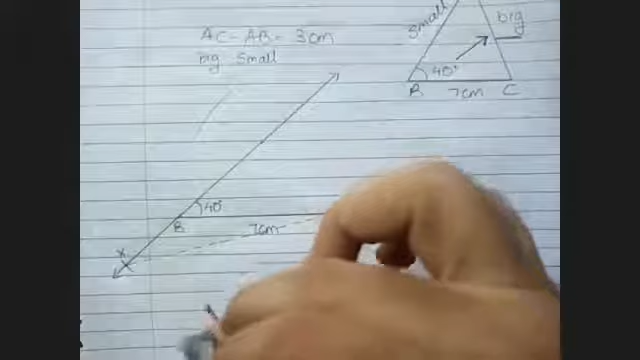 AC - AB = 3cm
big small
small
big
40°
B 7cm C
40°
B
7cm
X